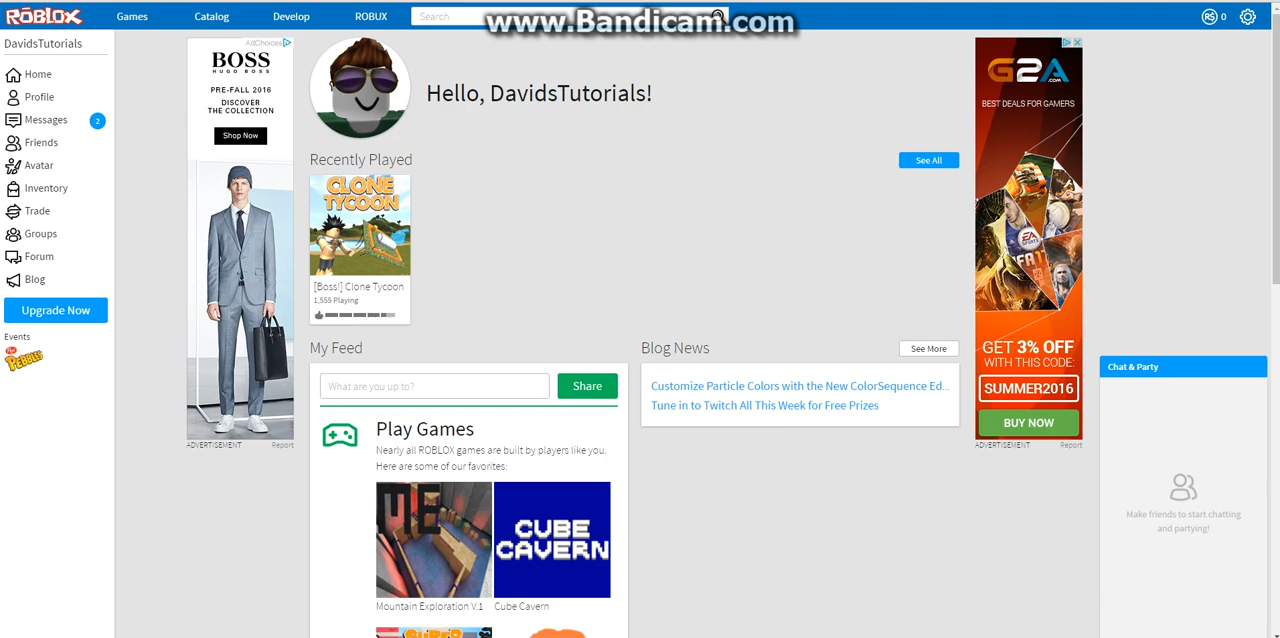 ROBLOX
Games
Catalog
Develop
ROBUX
Search
www.Bandicam.com
R$ 0
DavidsTutorials
Home
Profile
Messages
2
Friends
Avatar
Inventory
Trade
Groups
Forum
Blog
Upgrade Now
Events
PEBBLES
AdChoices
BOSS
HUGO BOSS
PRE-FALL 2016
DISCOVER
THE COLLECTION
Shop Now
ADVERTISEMENT
Report
Hello, DavidsTutorials!
Recently Played
See All
CLONE
TYCOON
[Boss!] Clone Tycoon
1,555 Playing
My Feed
What are you up to?
Share
Play Games
Nearly all ROBLOX games are built by players like you.
Here are some of our favorites:
ME
CUBE
CAVERN
Mountain Exploration V.1
Cube Cavern
SUPER
Blog News
See More
Customize Particle Colors with the New ColorSequence Ed...
Tune in to Twitch All This Week for Free Prizes
G2A
.COM
BEST DEALS FOR GAMERS
EA
SPORTS
FIFA
GET 3% OFF
WITH THIS CODE:
SUMMER2016
BUY NOW
ADVERTISEMENT
Report
Chat & Party
Make friends to start chatting
and partying!